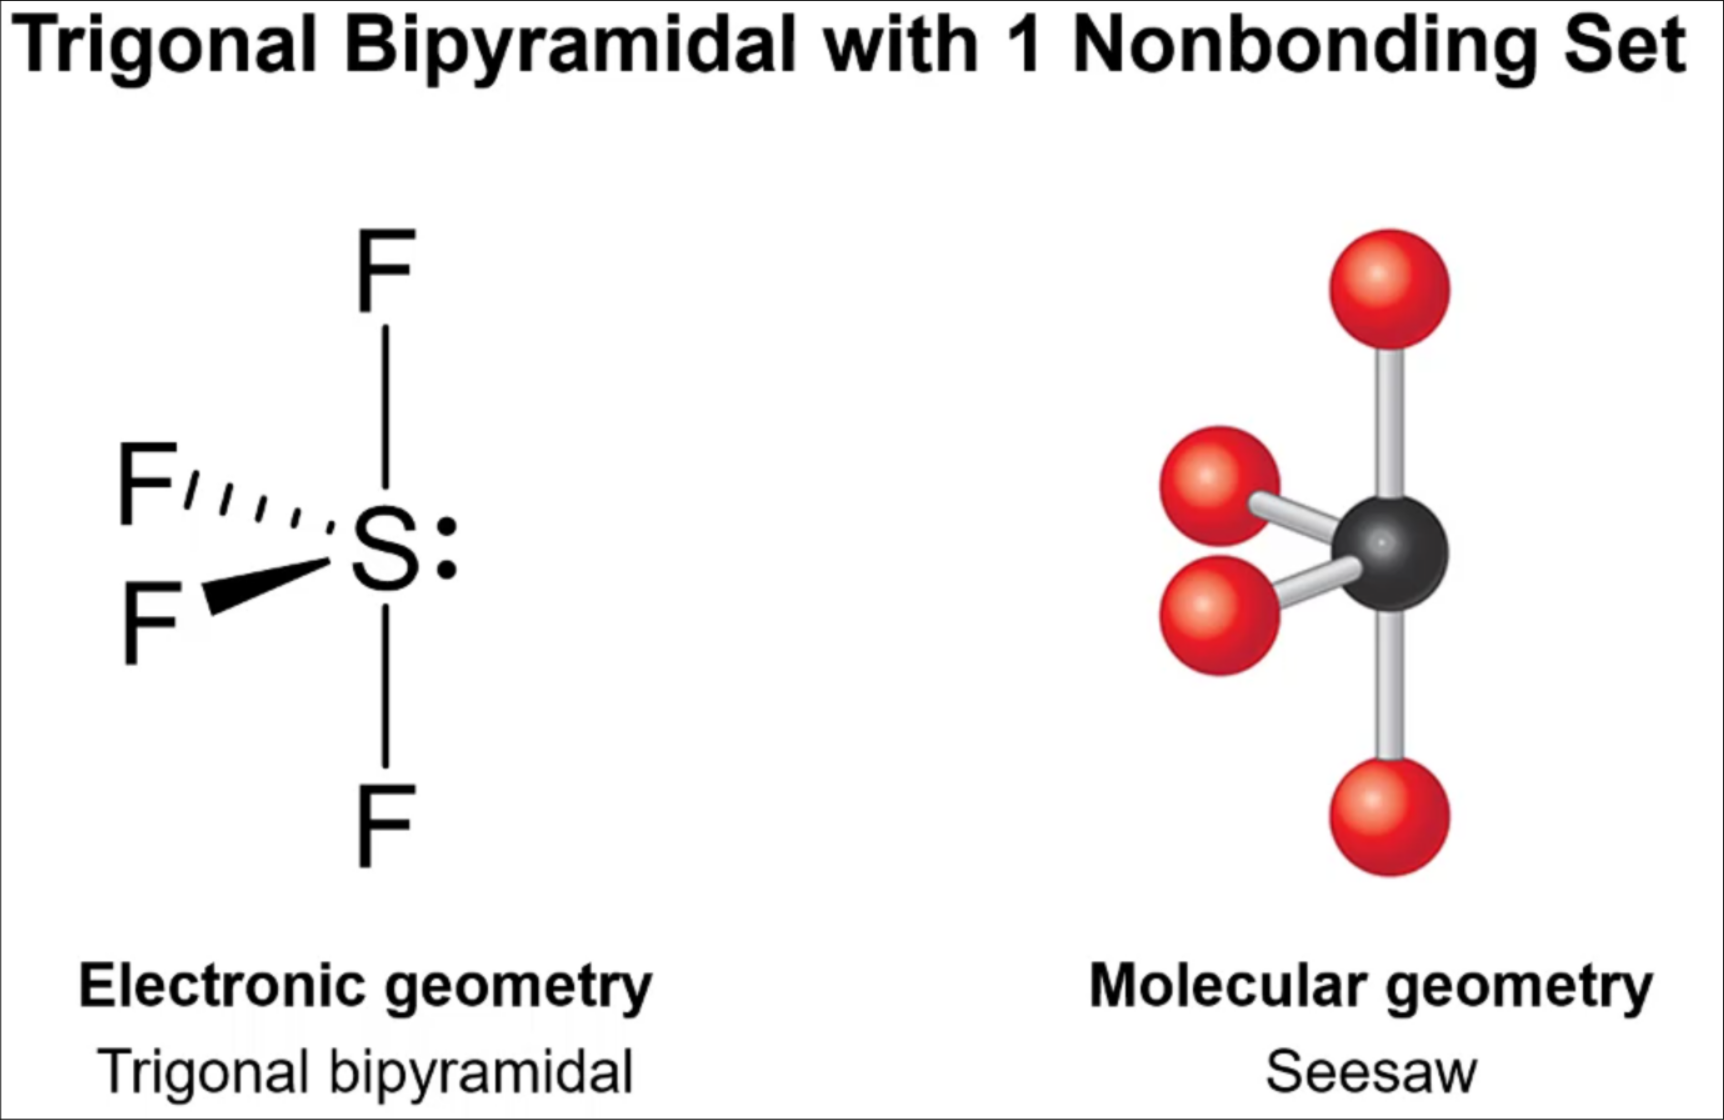 Trigonal Bipyramidal with 1 Nonbonding Set
F
F
S:
F
F
Electronic geometry
Trigonal bipyramidal
Molecular geometry
Seesaw